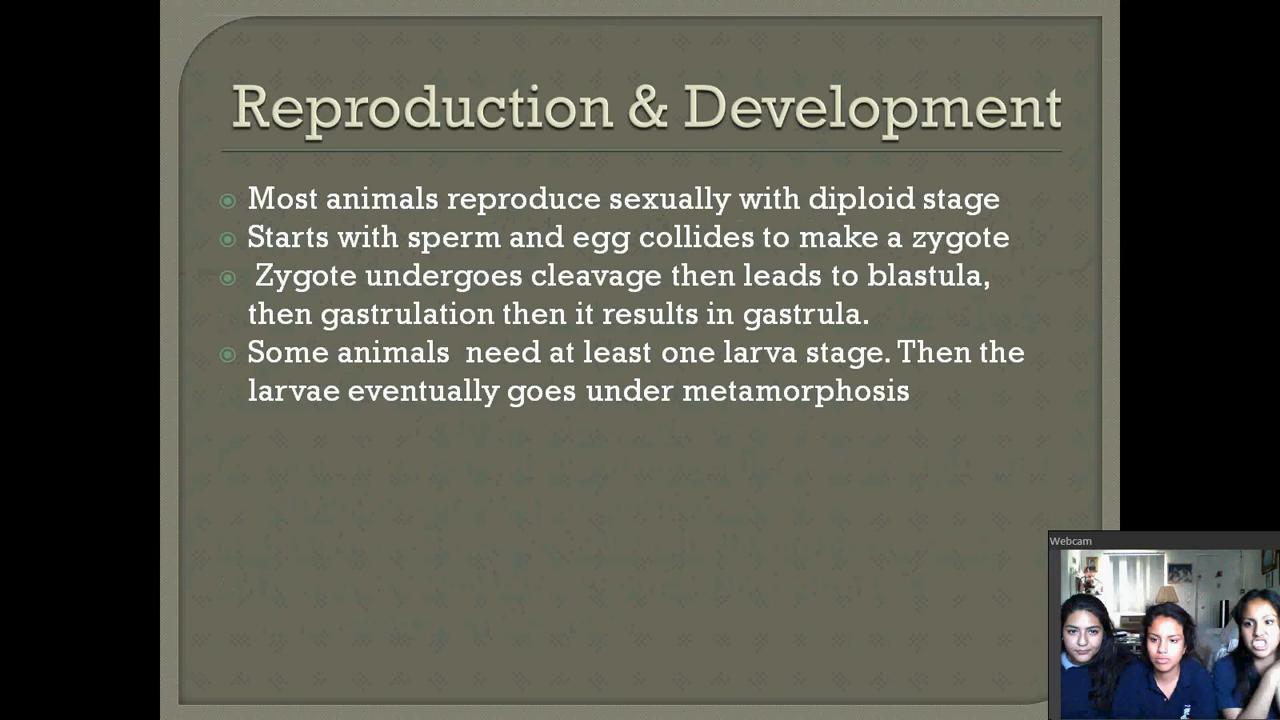 Reproduction & Development
Most animals reproduce sexually with diploid stage
Starts with sperm and egg collides to make a zygote
Zygote undergoes cleavage then leads to blastula,
then gastrulation then it results in gastrula.
Some animals  need at least one larva stage. Then the
larvae eventually goes under metamorphosis
Webcam